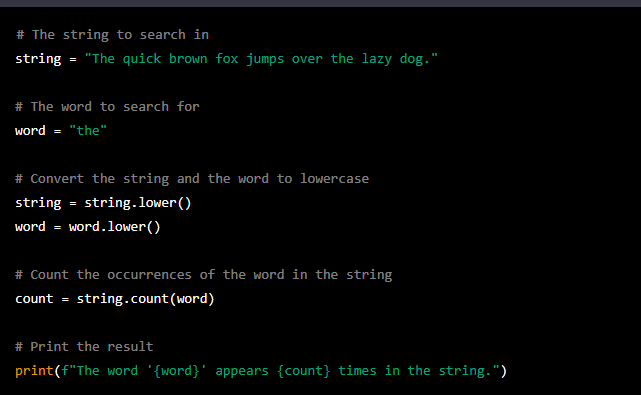 # The string to search in
string = "The quick brown fox jumps over the lazy dog."
# The word to search for
word = "the"
# Convert the string and the word to lowercase
string = string.lower()
word = word.lower()
# Count the occurrences of the word in the string
count = string.count(word)
# Print the result
print(f"The word '{word}' appears {count} times in the string.")